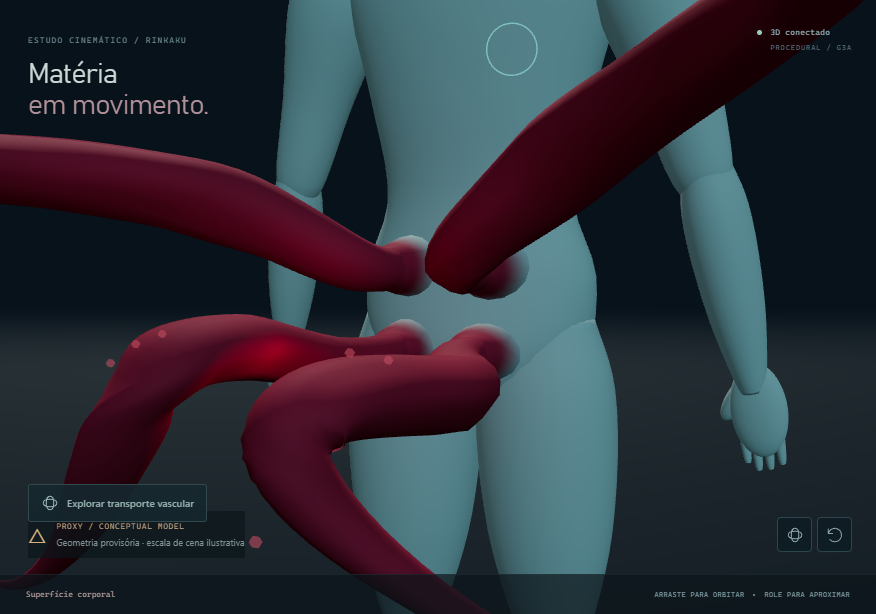 ESTUDO CINEMÁTICO / RINKAKU
Matéria
em movimento.
3D conectado
PROCEDURAL / G3A
Explorar transporte vascular
PROXY / CONCEPTUAL MODEL
Geometria provisória · escala de cena ilustrativa
Superfície corporal
ARRASTE PARA ORBITAR • ROLE PARA APROXIMAR